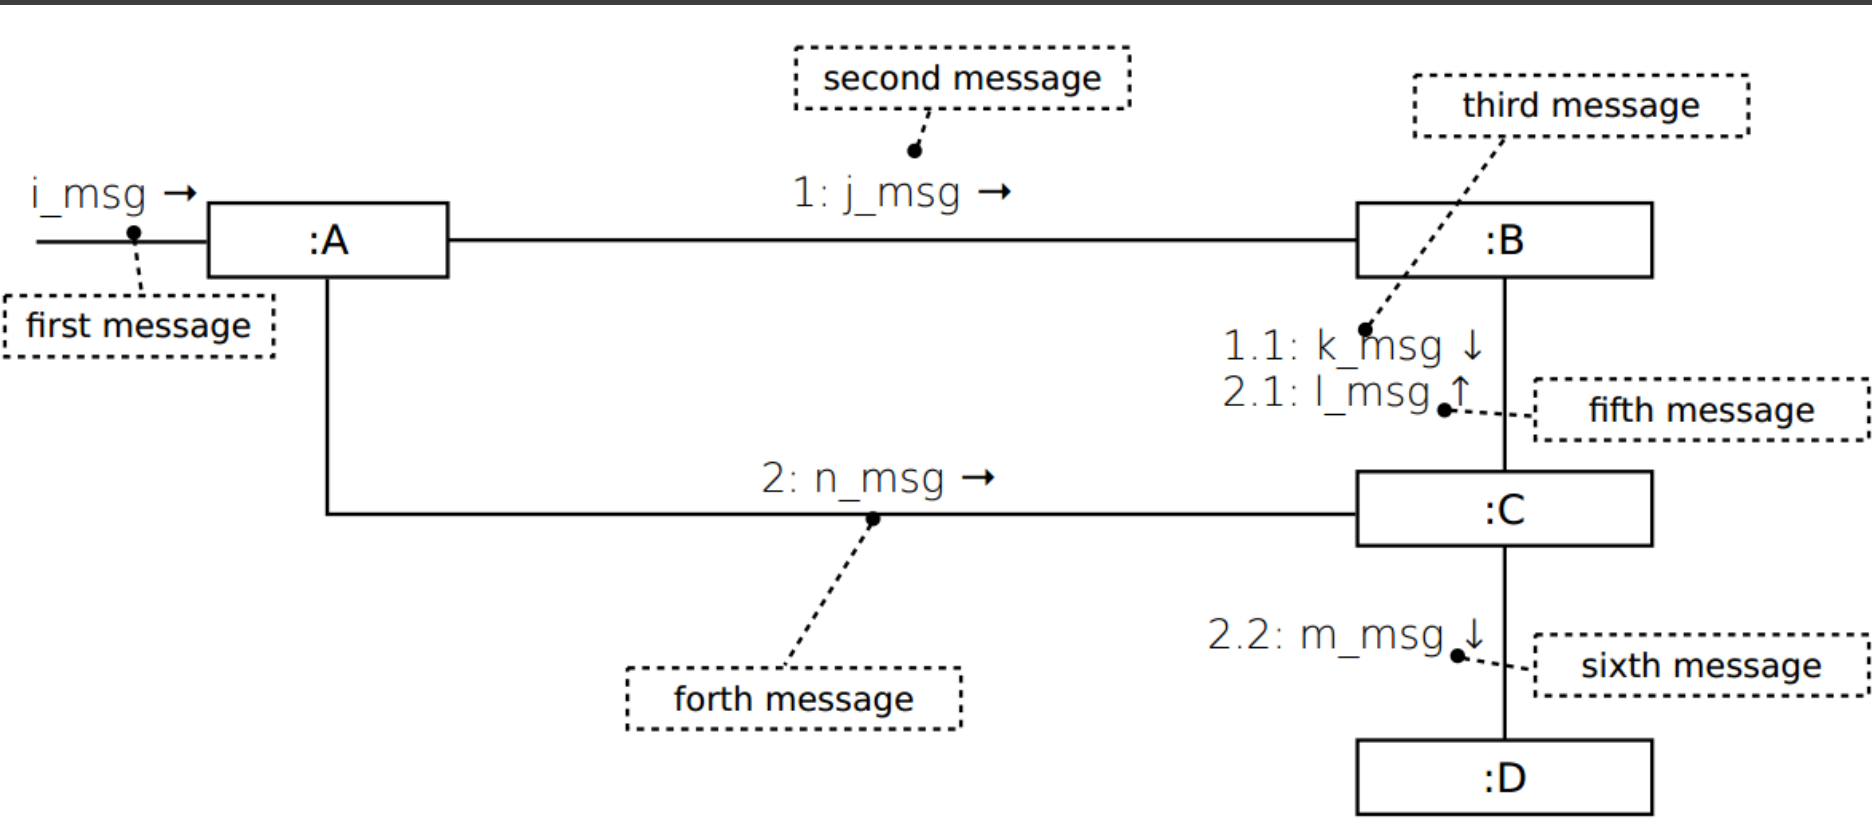 second message
third message
i_msg →
1: j_msg →
:A
:B
first message
1.1: k_msg ↓
2.1: l_msg ↑
fifth message
2: n_msg →
:C
2.2: m_msg ↓
sixth message
forth message
:D